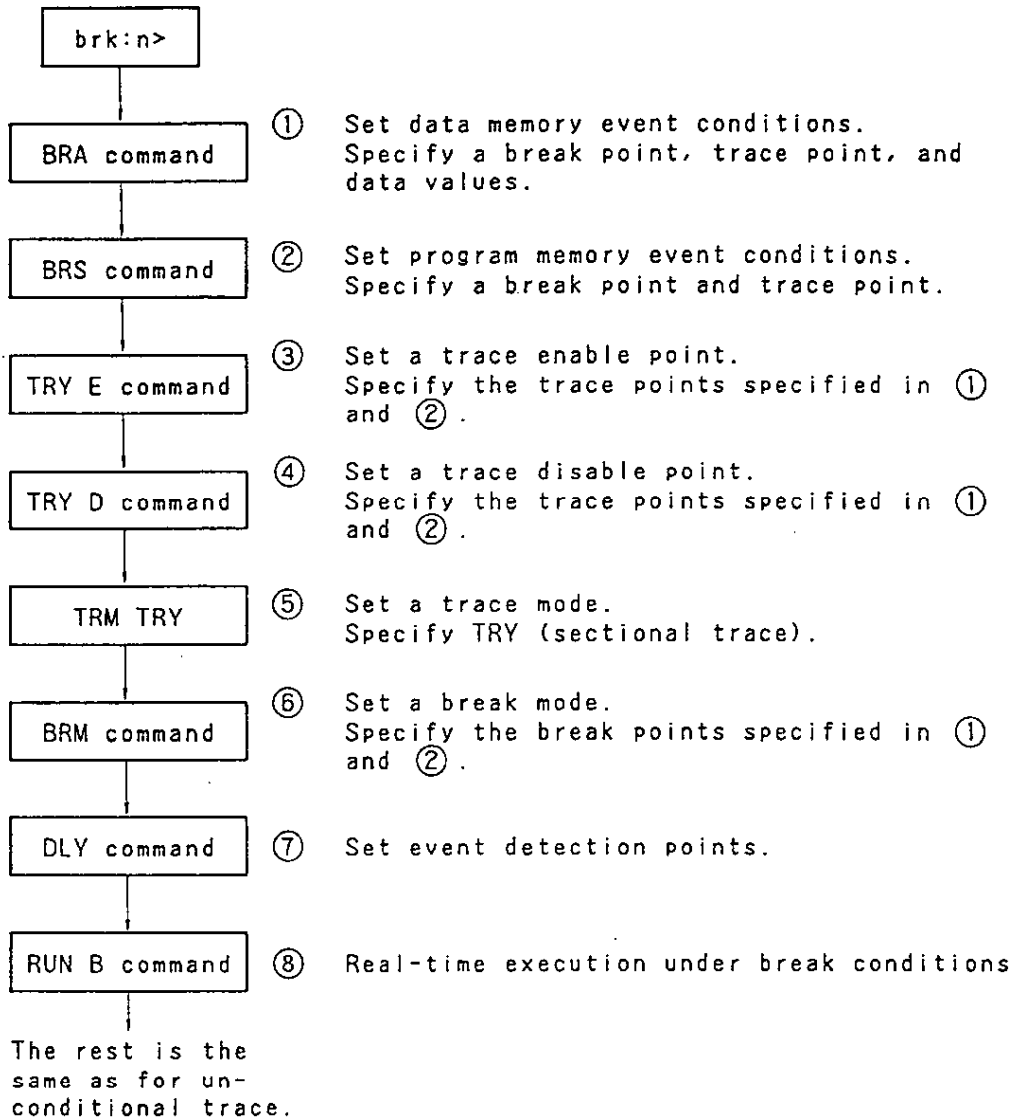 brk:n>
BRA command
① Set data memory event conditions.
Specify a break point, trace point, and
data values.
BRS command
② Set program memory event conditions.
Specify a break point and trace point.
TRY E command
③ Set a trace enable point.
Specify the trace points specified in ①
and ② .
TRY D command
④ Set a trace disable point.
Specify the trace points specified in ①
and ② .
TRM TRY
⑤ Set a trace mode.
Specify TRY (sectional trace).
BRM command
⑥ Set a break mode.
Specify the break points specified in ①
and ② .
DLY command
⑦ Set event detection points.
RUN B command
⑧ Real-time execution under break conditions
The rest is the
same as for un-
conditional trace.